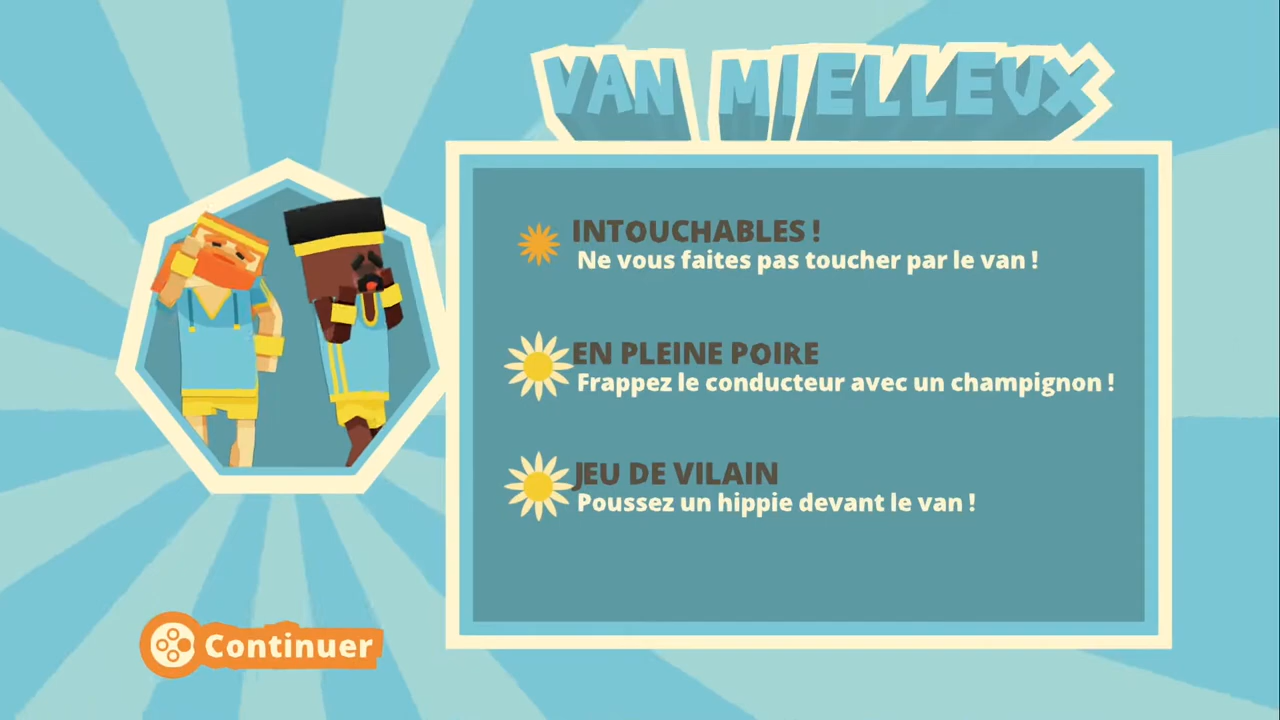 VAN MIELLEUX
INTOUCHABLES !
Ne vous faites pas toucher par le van !
EN PLEINE POIRE
Frappez le conducteur avec un champignon !
JEU DE VILAIN
Poussez un hippie devant le van !
Continuer